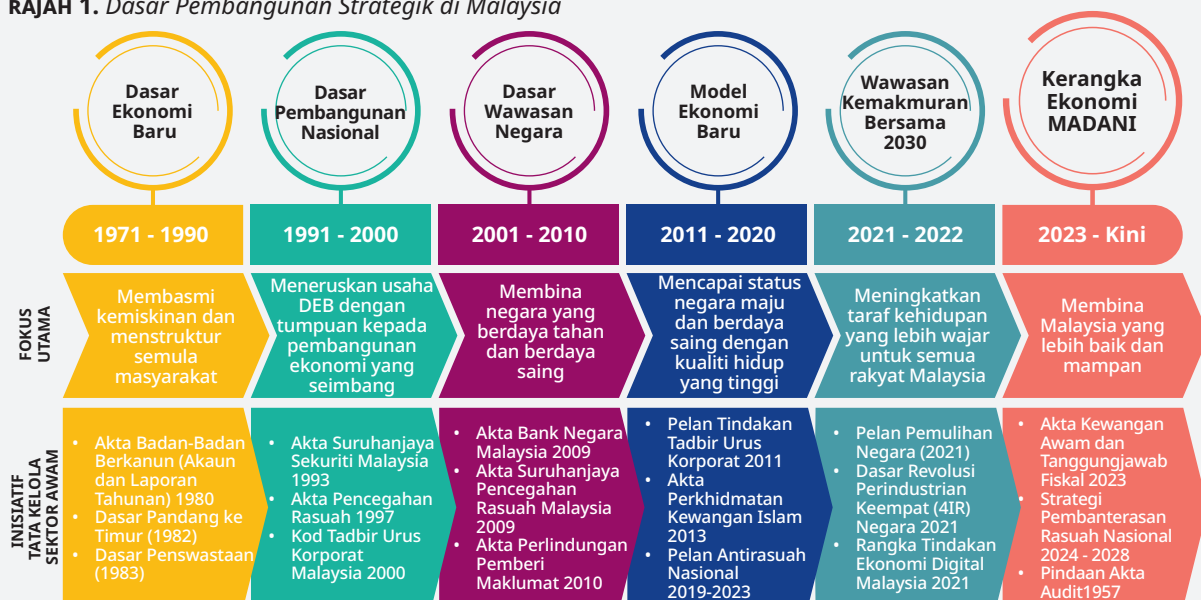 RAJAH 1. Dasar Pembangunan Strategik di Malaysia
Dasar
Ekonomi
Baru
Dasar
Pembangunan
Nasional
Dasar
Wawasan
Negara
Model
Ekonomi
Baru
Wawasan
Kemakmuran
Bersama
2030
Kerangka
Ekonomi
MADANI
1971 - 1990
1991 - 2000
2001 - 2010
2011 - 2020
2021 - 2022
2023 - Kini
FOKUS
UTAMA
Membasmi
kemiskinan dan
menstruktur
semula
masyarakat
Meneruskan usaha
DEB dengan
tumpuan kepada
pembangunan
ekonomi yang
seimbang
Membina
negara yang
berdaya tahan
dan berdaya
saing
Mencapai status
negara maju
dan berdaya
saing dengan
kualiti hidup
yang tinggi
Meningkatkan
taraf kehidupan
yang lebih wajar
untuk semua
rakyat Malaysia
Membina
Malaysia yang
lebih baik dan
mampan
INISIATIF
TATA KELOLA
SEKTOR AWAM
• Akta Badan-Badan
Berkanun (Akaun
dan Laporan
Tahunan) 1980
• Dasar Pandang ke
Timur (1982)
• Dasar Penswastaan
(1983)
• Akta Suruhanjaya
Sekuriti Malaysia
1993
• Akta Pencegahan
Rasuah 1997
• Kod Tadbir Urus
Korporat
Malaysia 2000
• Akta Bank Negara
Malaysia 2009
• Akta Suruhanjaya
Pencegahan
Rasuah Malaysia
2009
• Akta Perlindungan
Pemberi
Maklumat 2010
• Pelan Tindakan
Tadbir Urus
Korporat 2011
• Akta
Perkhidmatan
Kewangan Islam
2013
• Pelan Antirasuah
Nasional
2019-2023
• Pelan Pemulihan
Negara (2021)
• Dasar Revolusi
Perindustrian
Keempat (4IR)
Negara 2021
• Rangka Tindakan
Ekonomi Digital
Malaysia 2021
• Akta Kewangan
Awam dan
Tanggungjawab
Fiskal 2023
• Strategi
Pembanterasan
Rasuah Nasional
2024 - 2028
• Pindaan Akta
Audit1957